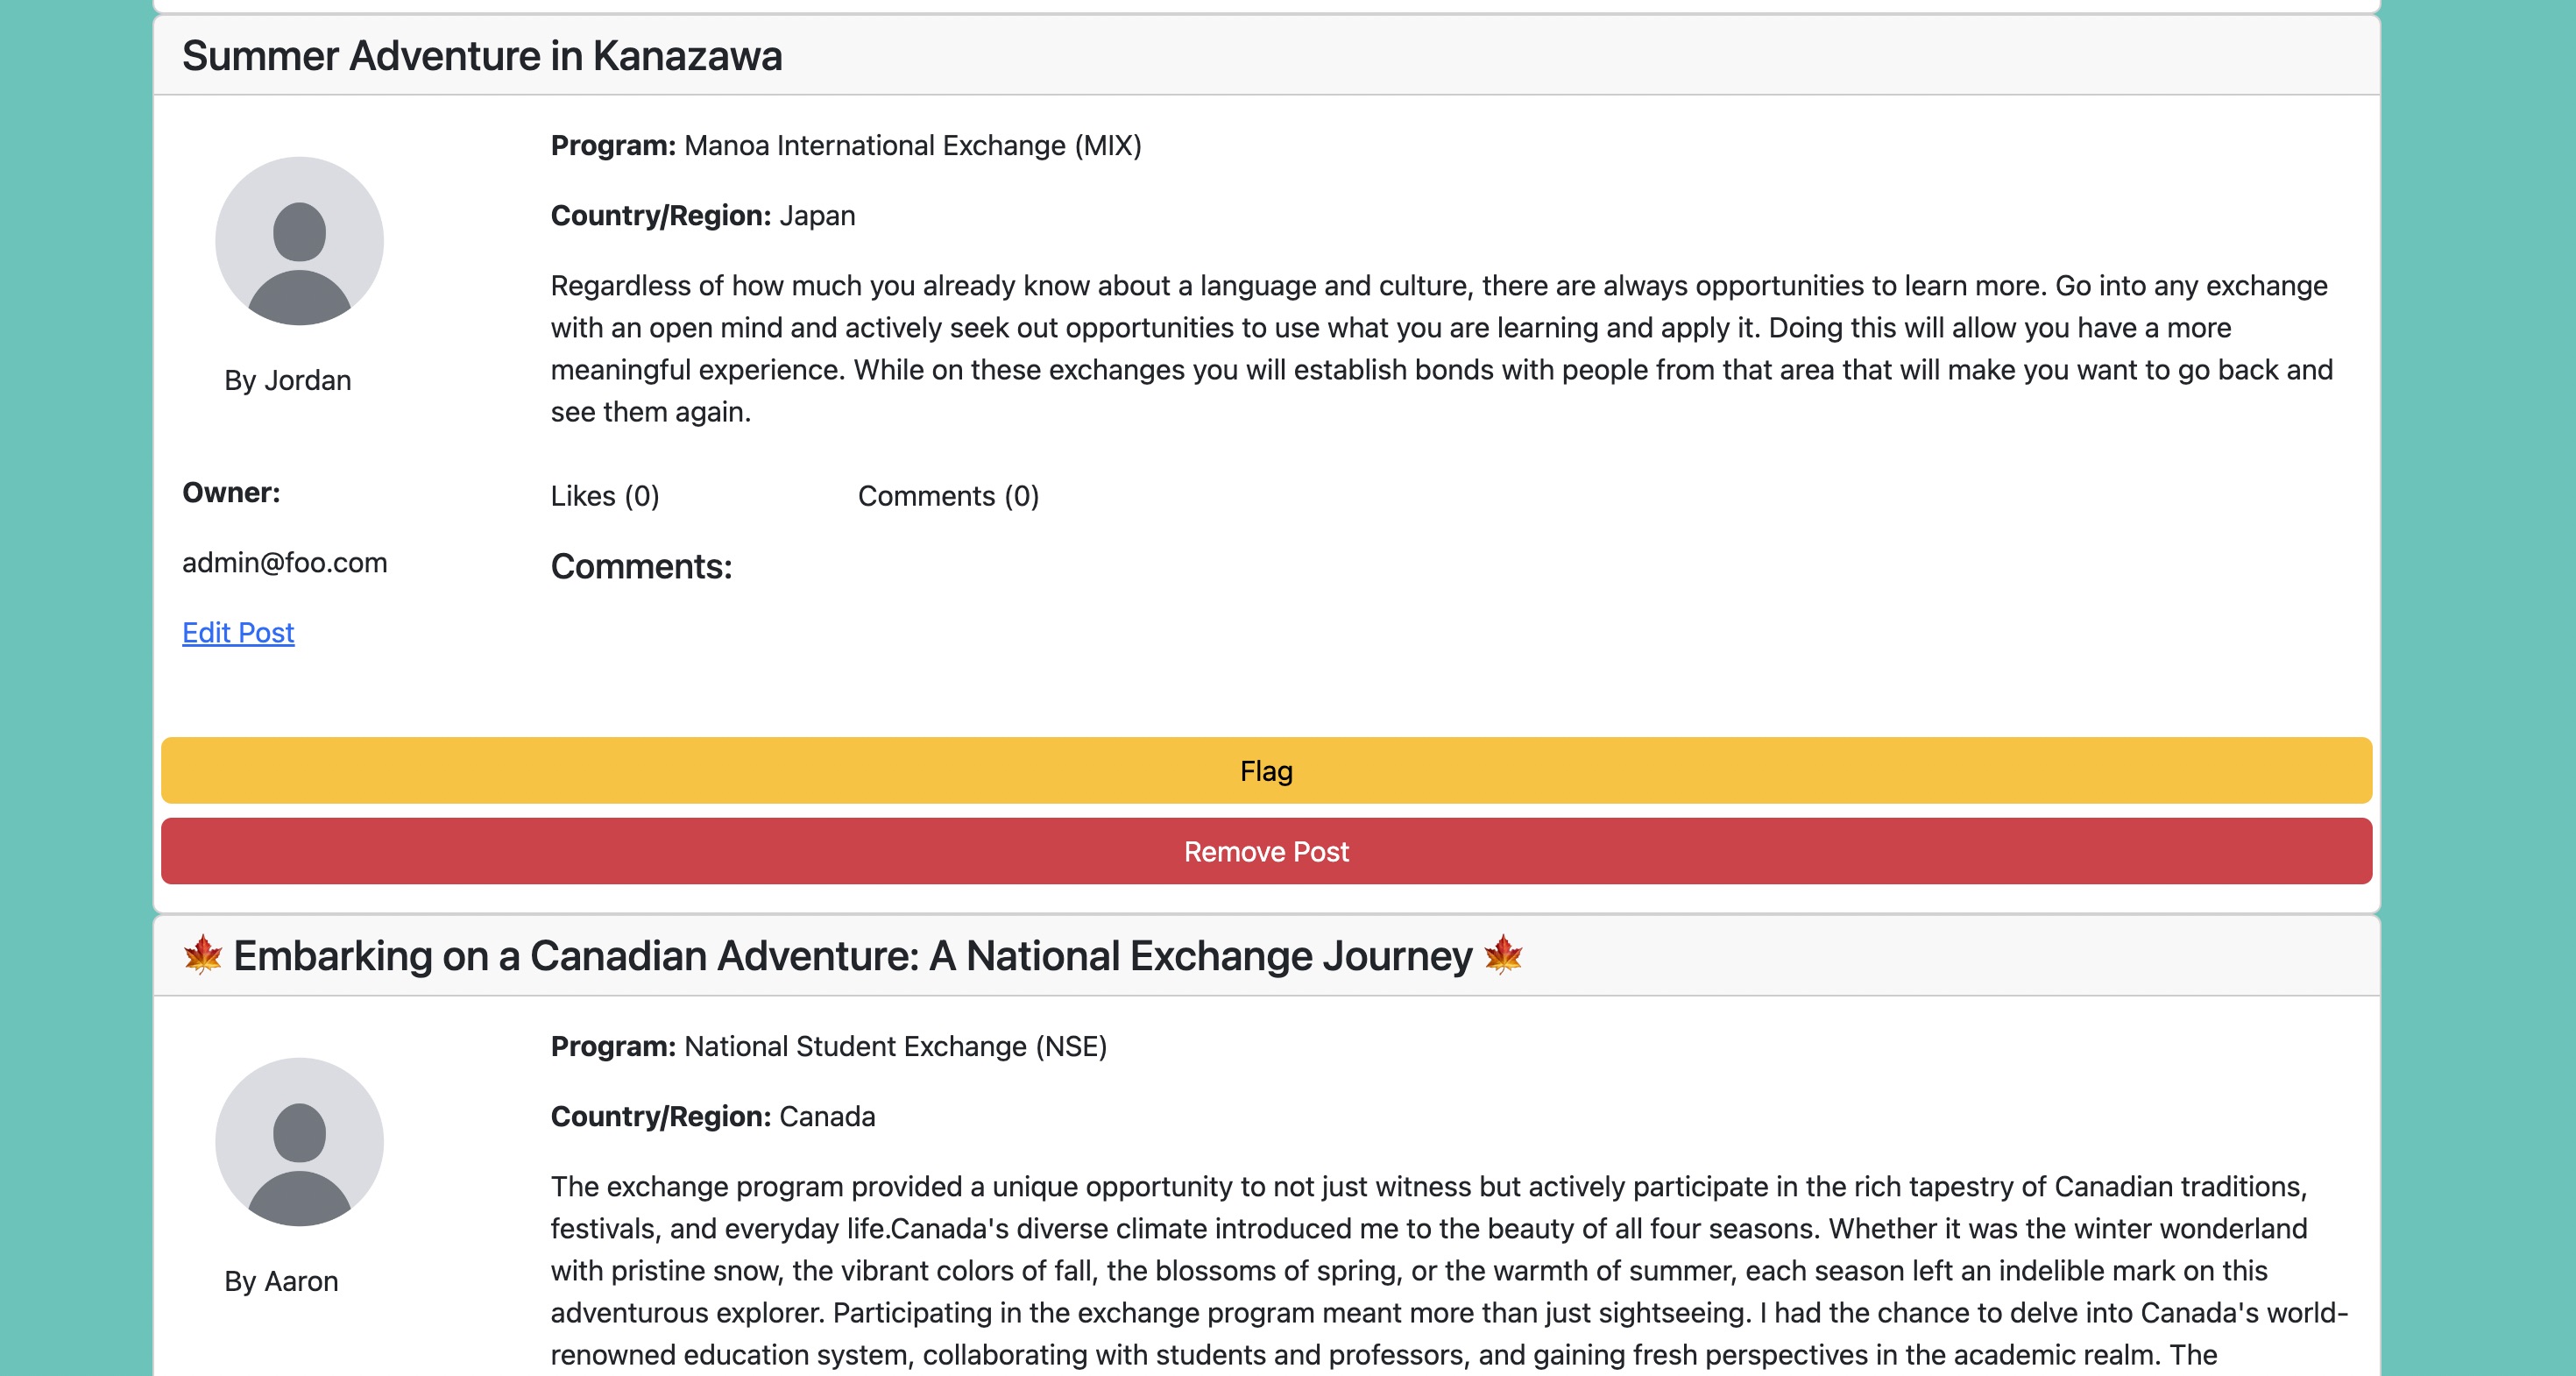 Summer Adventure in Kanazawa
Program: Manoa International Exchange (MIX)
Country/Region: Japan
Regardless of how much you already know about a language and culture, there are always opportunities to learn more. Go into any exchange
with an open mind and actively seek out opportunities to use what you are learning and apply it. Doing this will allow you have a more
meaningful experience. While on these exchanges you will establish bonds with people from that area that will make you want to go back and
see them again.
By Jordan
Owner:
admin@foo.com
Edit Post
Likes (0) Comments (0)
Comments:
Flag
Remove Post
🍁 Embarking on a Canadian Adventure: A National Exchange Journey 🍁
Program: National Student Exchange (NSE)
Country/Region: Canada
The exchange program provided a unique opportunity to not just witness but actively participate in the rich tapestry of Canadian traditions,
festivals, and everyday life.Canada's diverse climate introduced me to the beauty of all four seasons. Whether it was the winter wonderland
with pristine snow, the vibrant colors of fall, the blossoms of spring, or the warmth of summer, each season left an indelible mark on this
adventurous explorer. Participating in the exchange program meant more than just sightseeing. I had the chance to delve into Canada's world-
renowned education system, collaborating with students and professors, and gaining fresh perspectives in the academic realm. The
By Aaron